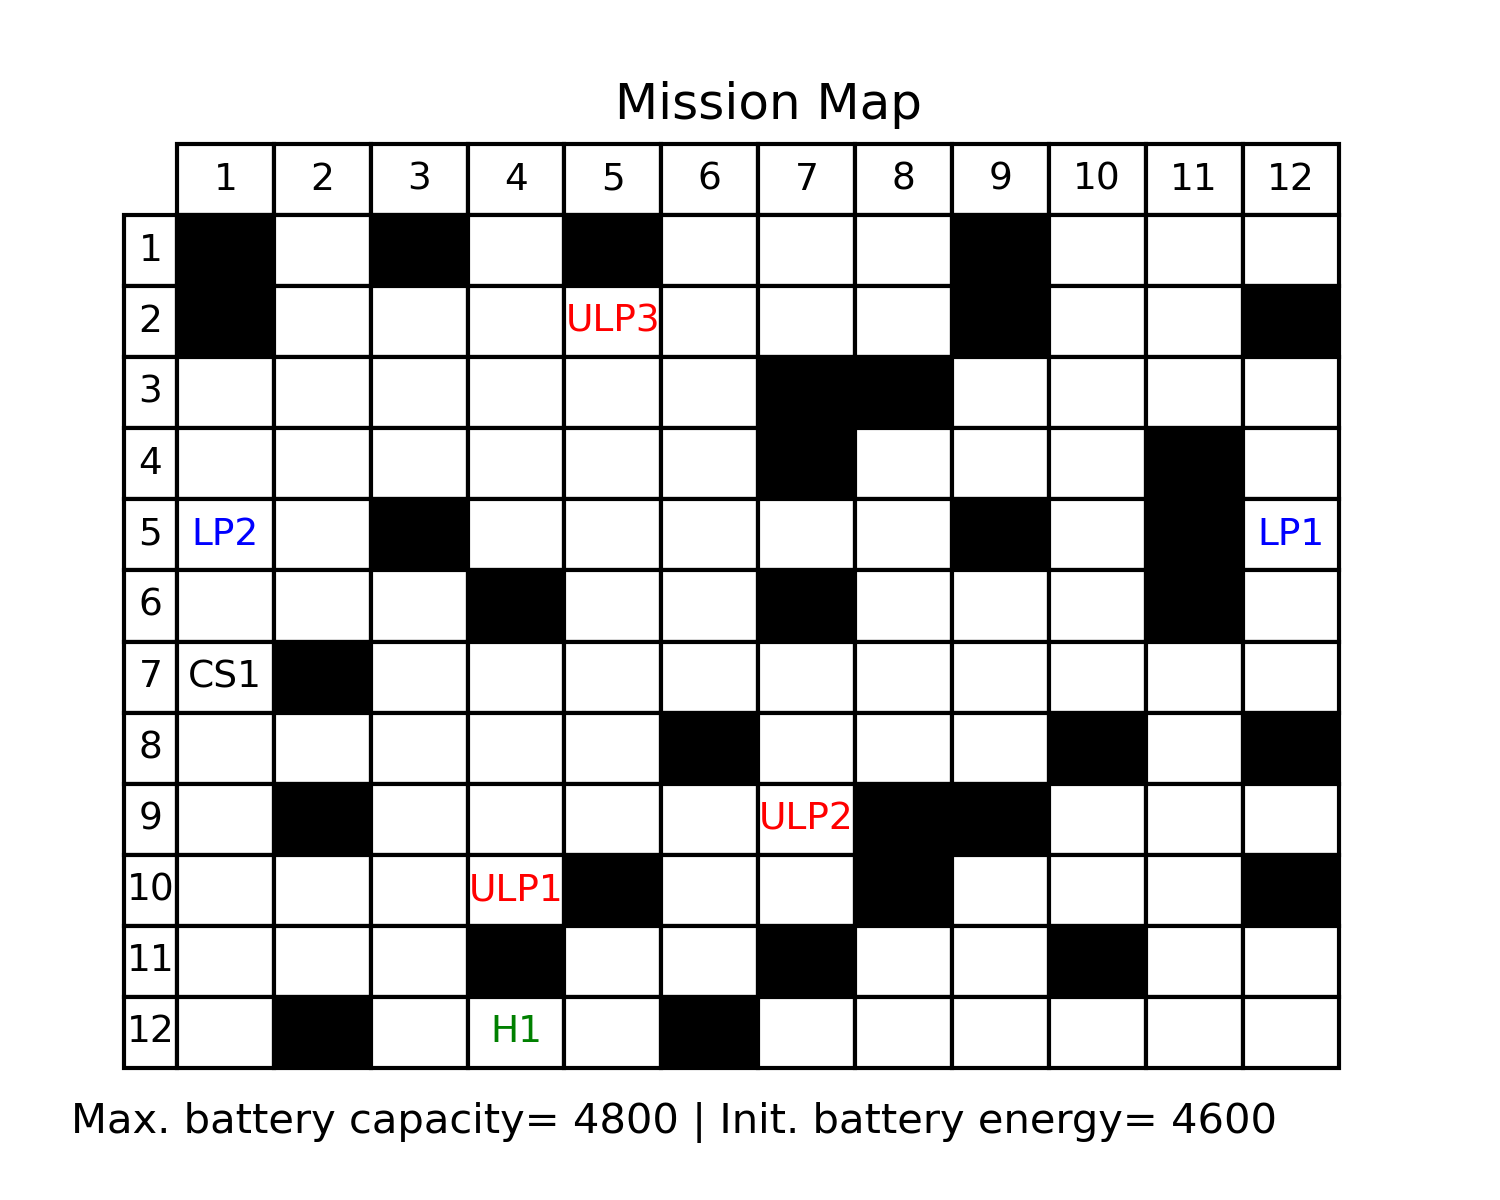 Mission Map
1 2 3 4 5 6 7 8 9 10 11 12
1
2 ULP3
3
4
5 LP2 LP1
6
7 CS1
8
9 ULP2
10 ULP1
11
12 H1
Max. battery capacity= 4800 | Init. battery energy= 4600